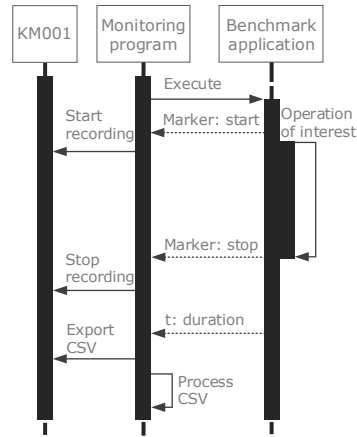 KM001
Monitoring
program
Benchmark
application
Execute
Operation
of interest
Start
recording
Marker: start
Marker: stop
Stop
recording
t: duration
Export
CSV
Process
CSV